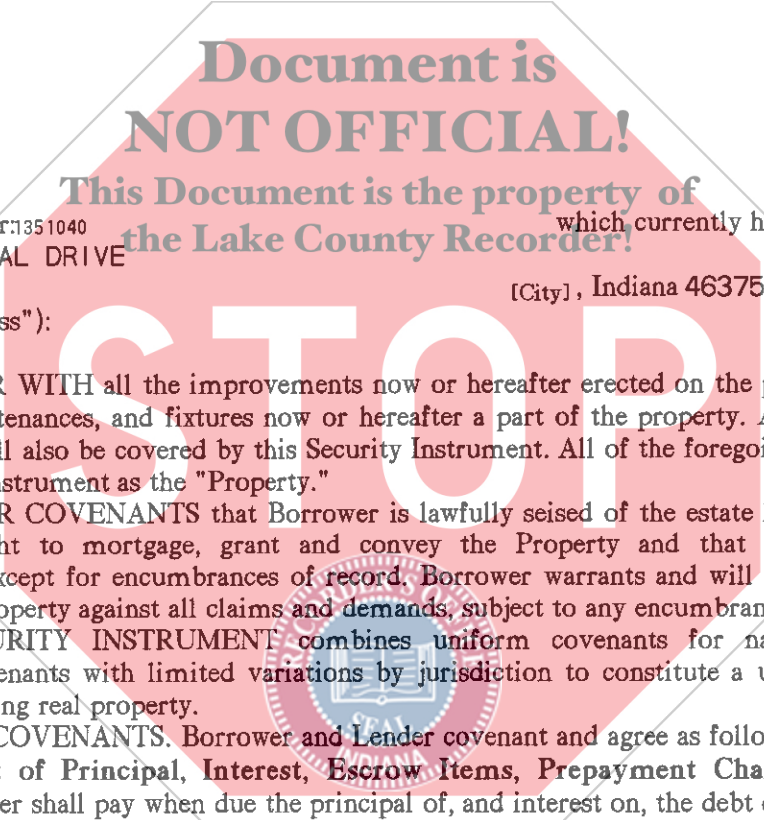 Document is
NOT OFFICIAL!
This Document is the property of
the Lake County Recorder!
r:1351040 which currently h
AL DRIVE
[City], Indiana 46375
ss"):
STOP
R WITH all the improvements now or hereafter erected on the
tenances, and fixtures now or hereafter a part of the property. A
ll also be covered by this Security Instrument. All of the foregoi
nstrument as the "Property."
R COVENANTS that Borrower is lawfully seised of the estate
ht to mortgage, grant and convey the Property and that
xcept for encumbrances of record. Borrower warrants and will
operty against all claims and demands, subject to any encumbran
URITY INSTRUMENT combines uniform covenants for na
enants with limited variations by jurisdiction to constitute a u
ng real property.
COVENANTS. Borrower and Lender covenant and agree as follo
t of Principal, Interest, Escrow Items, Prepayment Cha
er shall pay when due the principal of, and interest on, the debt
SEAL
INDIANA